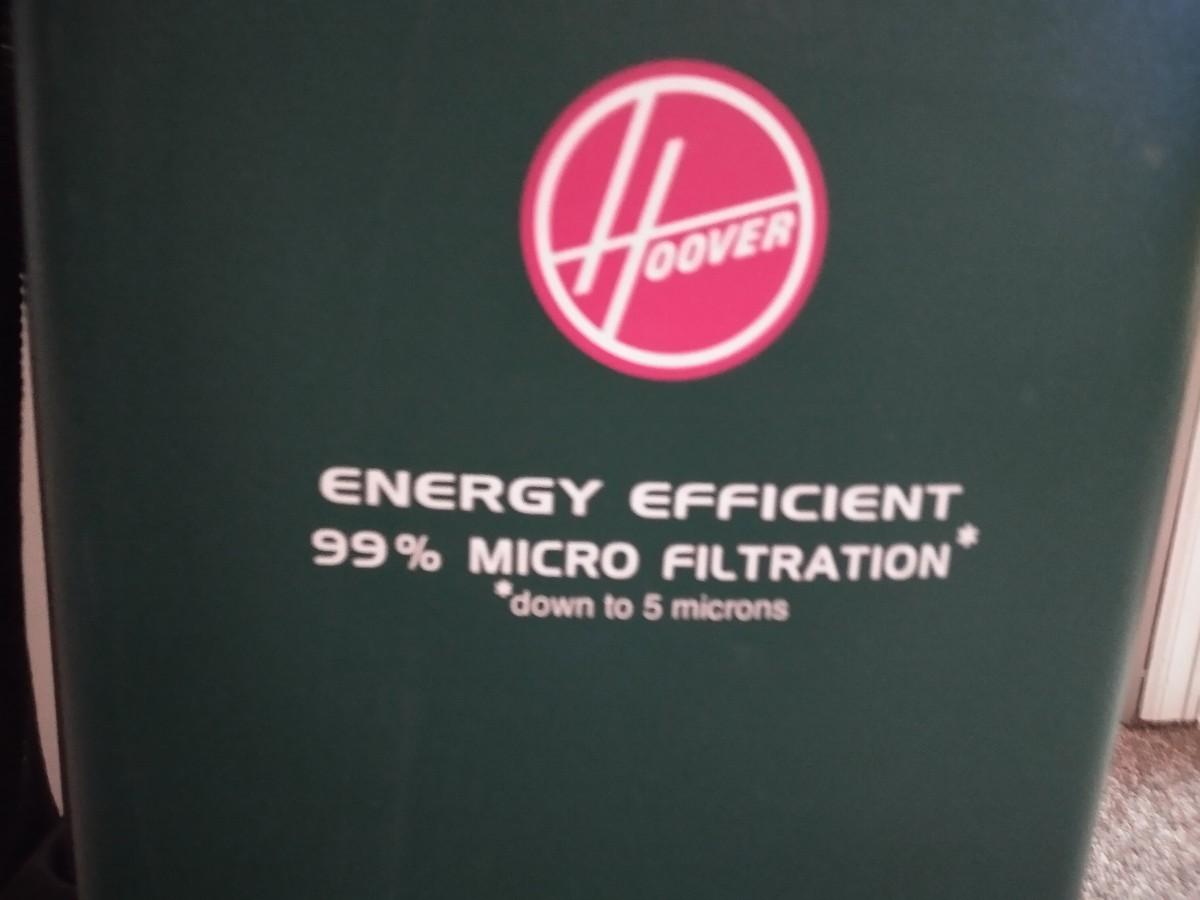 HOOVER
ENERGY EFFICIENT
99% MICRO FILTRATION*
*down to 5 microns